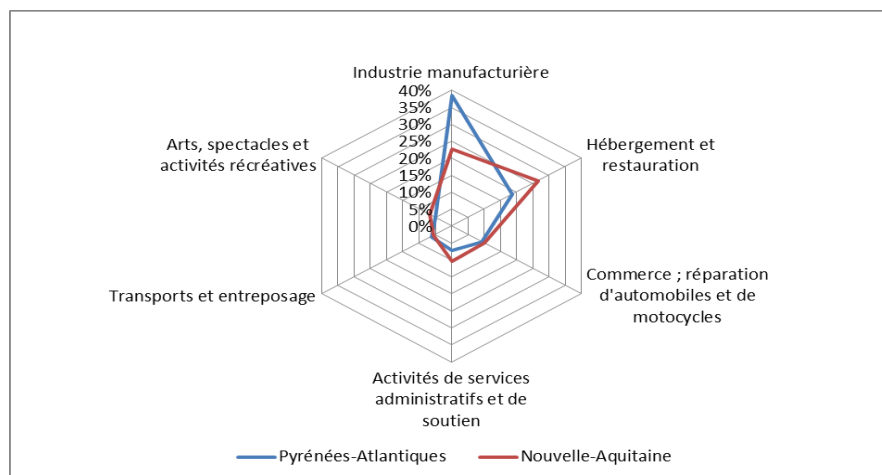 Industrie manufacturière
40%
35%
30%
25%
20%
15%
10%
5%
0%
Hébergement et
restauration
Commerce ; réparation
d'automobiles et de
motocycles
Activités de services
administratifs et de
soutien
Transports et entreposage
Arts, spectacles et
activités récréatives
Pyrénées-Atlantiques
Nouvelle-Aquitaine